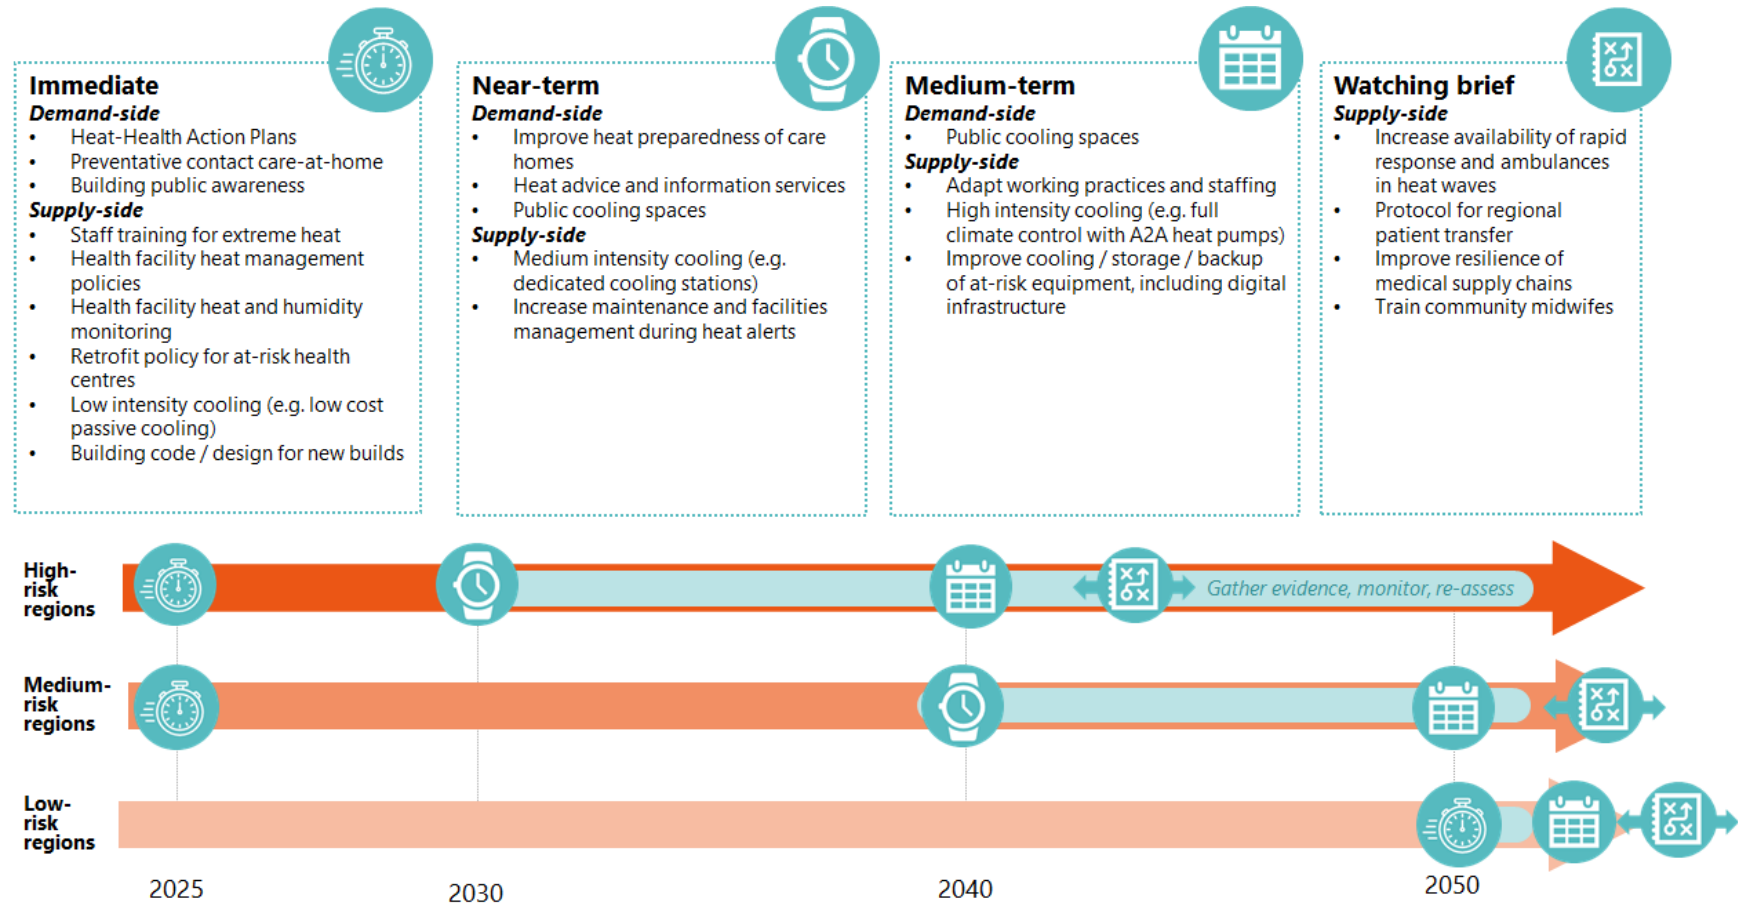 Immediate
Demand-side
• Heat-Health Action Plans
• Preventative contact care-at-home
• Building public awareness
Supply-side
• Staff training for extreme heat
• Health facility heat management
policies
• Health facility heat and humidity
monitoring
• Retrofit policy for at-risk health
centres
• Low intensity cooling (e.g. low cost
passive cooling)
• Building code / design for new builds
Near-term
Demand-side
• Improve heat preparedness of care
homes
• Heat advice and information services
• Public cooling spaces
Supply-side
• Medium intensity cooling (e.g.
dedicated cooling stations)
• Increase maintenance and facilities
management during heat alerts
Medium-term
Demand-side
• Public cooling spaces
Supply-side
• Adapt working practices and staffing
• High intensity cooling (e.g. full
climate control with A2A heat pumps)
• Improve cooling / storage / backup
of at-risk equipment, including digital
infrastructure
Watching brief
Supply-side
• Increase availability of rapid
response and ambulances
in heat waves
• Protocol for regional
patient transfer
• Improve resilience of
medical supply chains
• Train community midwifes
High-
risk
regions
Gather evidence, monitor, re-assess
Medium-
risk
regions
Low-
risk
regions
2025
2030
2040
2050